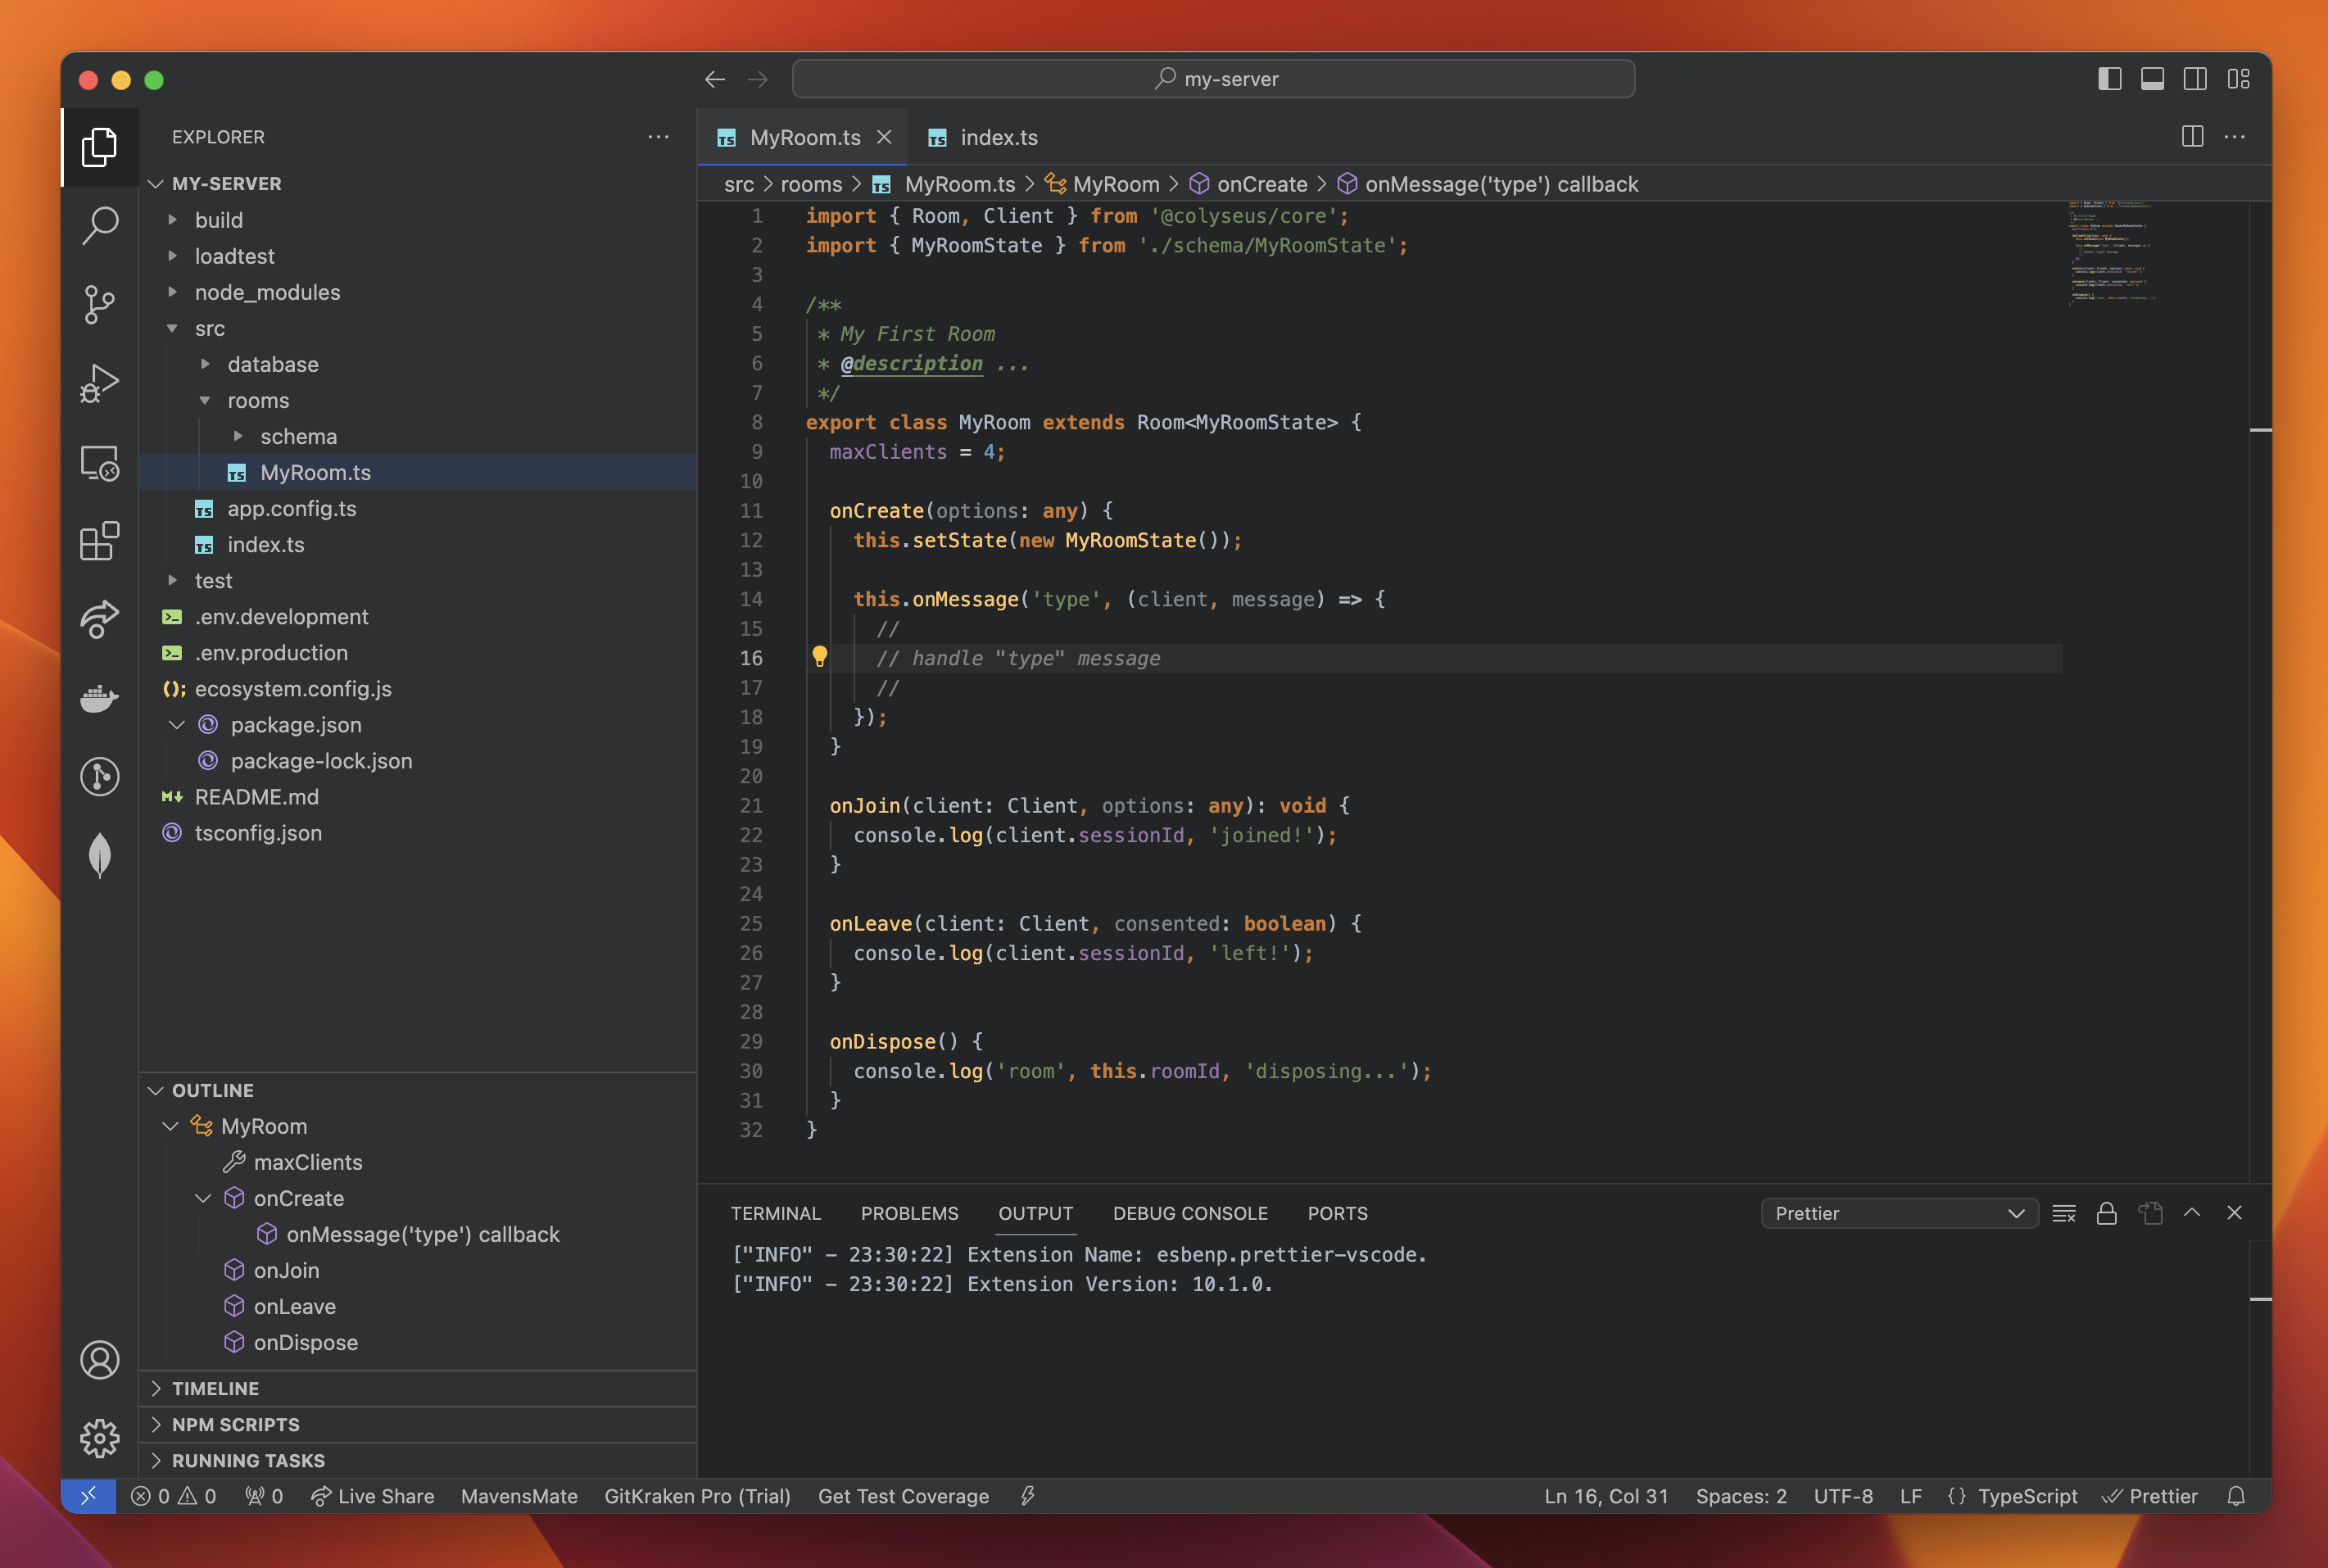 my-server
EXPLORER
MY-SERVER
build
loadtest
node_modules
src
database
rooms
schema
TS MyRoom.ts
TS app.config.ts
TS index.ts
test
.env.development
.env.production
ecosystem.config.js
package.json
package-lock.json
README.md
tsconfig.json
OUTLINE
MyRoom
maxClients
onCreate
onMessage('type') callback
onJoin
onLeave
onDispose
TIMELINE
NPM SCRIPTS
RUNNING TASKS
TS MyRoom.ts TS index.ts
src > rooms > TS MyRoom.ts > MyRoom > onCreate > onMessage('type') callback
1 import { Room, Client } from '@colyseus/core';
2 import { MyRoomState } from './schema/MyRoomState';
3
4 /**
5 * My First Room
6 * @description ...
7 */
8 export class MyRoom extends Room<MyRoomState> {
9 maxClients = 4;
10
11 onCreate(options: any) {
12 this.setState(new MyRoomState());
13
14 this.onMessage('type', (client, message) => {
15 //
16 // handle "type" message
17 //
18 });
19 }
20
21 onJoin(client: Client, options: any): void {
22 console.log(client.sessionId, 'joined!');
23 }
24
25 onLeave(client: Client, consented: boolean) {
26 console.log(client.sessionId, 'left!');
27 }
28
29 onDispose() {
30 console.log('room', this.roomId, 'disposing...');
31 }
32 }
TERMINAL PROBLEMS OUTPUT DEBUG CONSOLE PORTS Prettier
["INFO" - 23:30:22] Extension Name: esbenp.prettier-vscode.
["INFO" - 23:30:22] Extension Version: 10.1.0.
0 0 0 Live Share MavensMate GitKraken Pro (Trial) Get Test Coverage Ln 16, Col 31 Spaces: 2 UTF-8 LF {} TypeScript Prettier